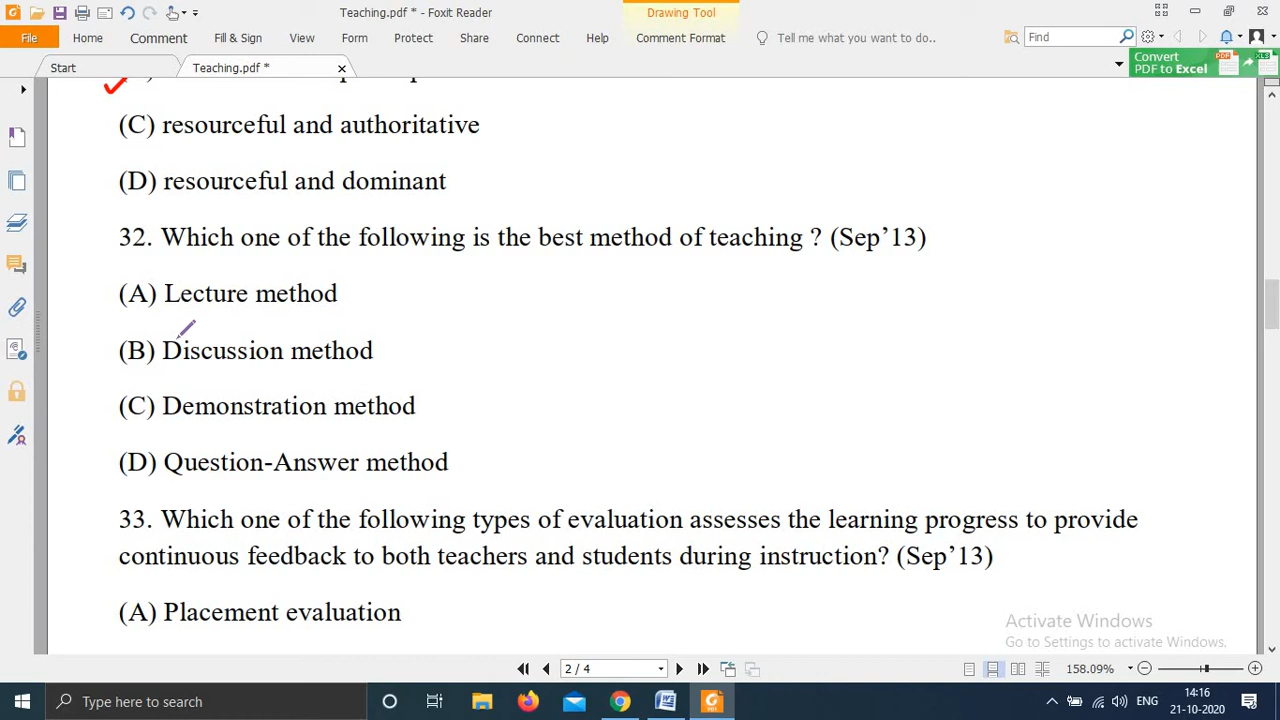 Teaching.pdf * - Foxit Reader
Drawing Tool
File
Home
Comment
Fill & Sign
View
Form
Protect
Share
Connect
Help
Comment Format
Tell me what you want to do..
Find
Start
Teaching.pdf *
Convert
PDF to Excel
(C) resourceful and authoritative
(D) resourceful and dominant
32. Which one of the following is the best method of teaching ? (Sep’13)
(A) Lecture method
(B) Discussion method
(C) Demonstration method
(D) Question-Answer method
33. Which one of the following types of evaluation assesses the learning progress to provide
continuous feedback to both teachers and students during instruction? (Sep’13)
(A) Placement evaluation
Activate Windows
Go to Settings to activate Windows.
2 / 4
158.09%
Type here to search
ENG
14:16
21-10-2020